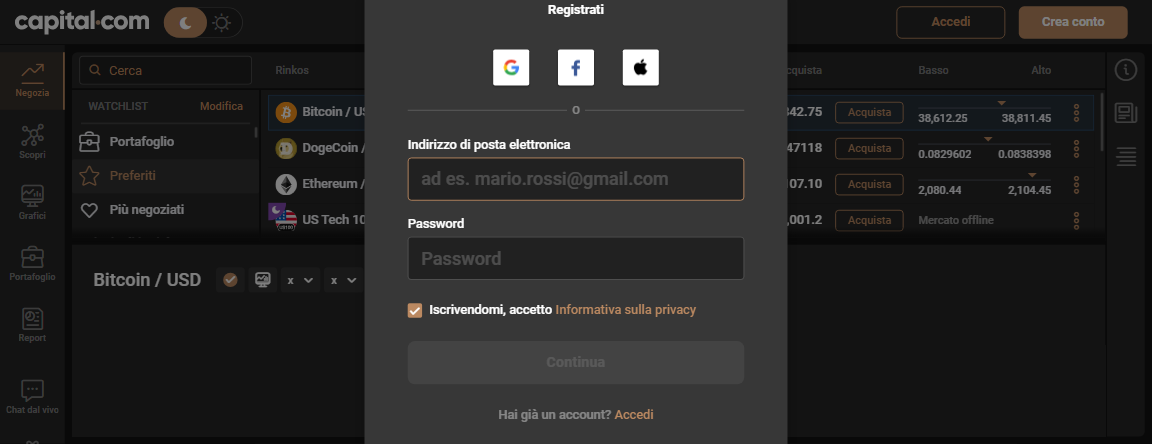 capital.com
Registrati
Accedi
Crea conto
Negozia
Scopri
Grafici
Portafoglio
Report
Chat dal vivo
Cerca
WATCHLIST
Modifica
Portafoglio
Preferiti
Più negoziati
Rinkos
Acquista
Basso
Alto
Bitcoin / US
342.75
Acquista
38,612.25
38,811.45
DogeCoin /
47118
Acquista
0.0829602
0.0838398
Ethereum /
07.10
Acquista
2,080.44
2,104.45
US Tech 10
,001.2
Acquista
Mercato offline
Bitcoin / USD
x
x
o
Indirizzo di posta elettronica
ad es. mario.rossi@gmail.com
Password
Password
Iscrivendomi, accetto Informativa sulla privacy
Continua
Hai già un account? Accedi